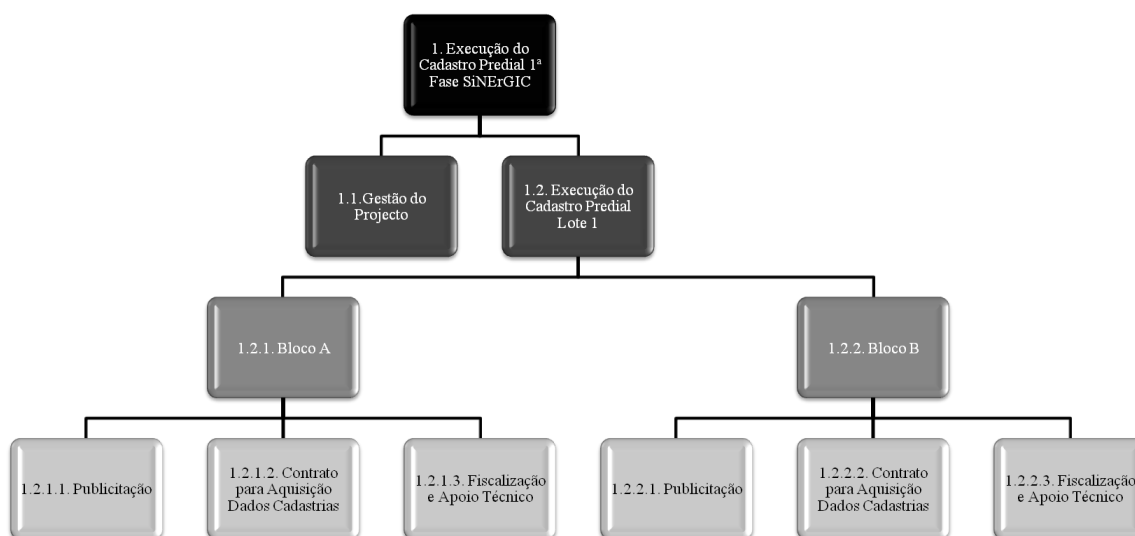 1. Execução do
Cadastro Predial 1ª
Fase SiNErGIC
1.1.Gestão do
Projecto
1.2. Execução do
Cadastro Predial
Lote 1
1.2.1. Bloco A
1.2.2. Bloco B
1.2.1.1. Publicitação
1.2.1.2. Contrato
para Aquisição
Dados Cadastrias
1.2.1.3. Fiscalização
e Apoio Técnico
1.2.2.1. Publicitação
1.2.2.2. Contrato
para Aquisição
Dados Cadastrias
1.2.2.3. Fiscalização
e Apoio Técnico